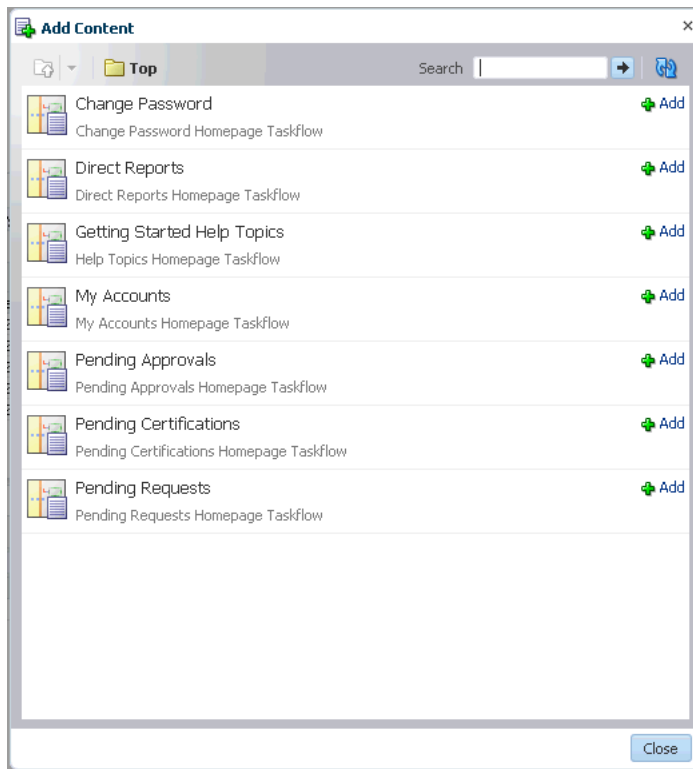 Add Content
Top Search
Change Password Add
Change Password Homepage Taskflow
Direct Reports Add
Direct Reports Homepage Taskflow
Getting Started Help Topics Add
Help Topics Homepage Taskflow
My Accounts Add
My Accounts Homepage Taskflow
Pending Approvals Add
Pending Approvals Homepage Taskflow
Pending Certifications Add
Pending Certifications Homepage Taskflow
Pending Requests Add
Pending Requests Homepage Taskflow
Close